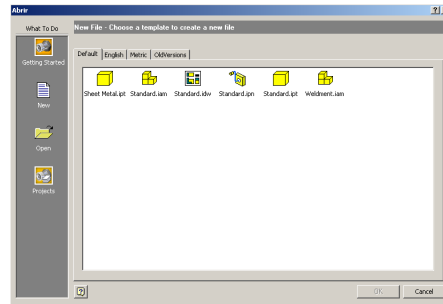 Abrir
What To Do
New File - Choose a template to create a new file
Getting Started
New
Open
Projects
Default English Metric OldVersions
Sheet Metal.ipt Standard.iam Standard.idw Standard.ipn Standard.ipt Weldment.iam
OK Cancel